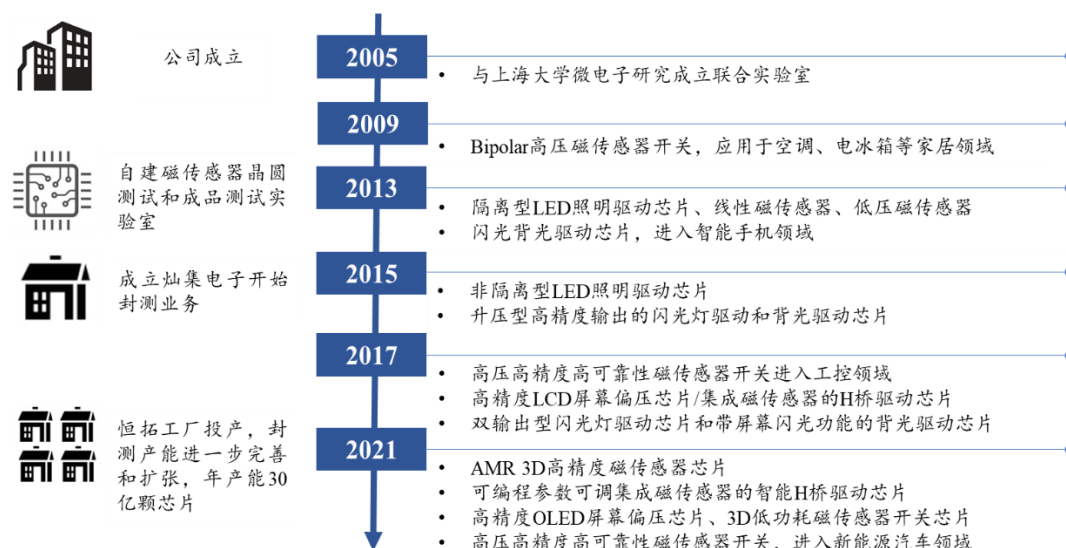 公司成立
2005
• 与上海大学微电子研究成立联合实验室
2009
• Bipolar高压磁传感器开关，应用于空调、电冰箱等家居领域
自建磁传感器晶圆
测试和成品测试实
验室
2013
• 隔离型LED照明驱动芯片、线性磁传感器、低压磁传感器
• 闪光背光驱动芯片，进入智能手机领域
成立灿集电子开始
封测业务
2015
• 非隔离型LED照明驱动芯片
• 升压型高精度输出的闪光灯驱动和背光驱动芯片
2017
• 高压高精度高可靠性磁传感器开关进入工控领域
• 高精度LCD屏幕偏压芯片/集成磁传感器的H桥驱动芯片
• 双输出型闪光灯驱动芯片和带屏幕闪光功能的背光驱动芯片
恒拓工厂投产，封
测产能进一步完善
和扩张，年产能30
亿颗芯片
2021
• AMR 3D高精度磁传感器芯片
• 可编程参数可调集成磁传感器的智能H桥驱动芯片
• 高精度OLED屏幕偏压芯片、3D低功耗磁传感器开关芯片
• 高压高精度高可靠性磁传感器开关，进入新能源汽车领域